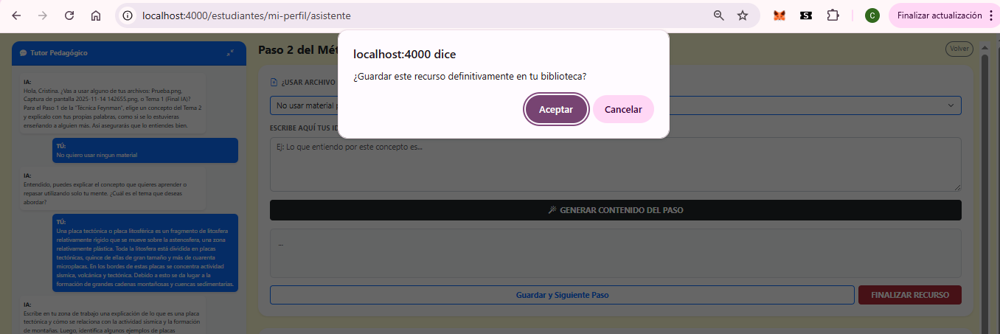 localhost:4000/estudiantes/mi-perfil/asistente
S
C
Finalizar actualización
localhost:4000 dice
¿Guardar este recurso definitivamente en tu biblioteca?
Aceptar
Cancelar
Tutor Pedagógico
IA:
Hola, Cristina. ¿Vas a usar alguno de tus archivos: Prueba.png,
Captura de pantalla 2025-11-14 142655.png, o Tema 1 (Final IA)?
Para el Paso 1 de la "Técnica Feynman", elige un concepto del Tema 2
y explicalo con tus propias palabras, como si se lo estuvieras
enseñando a alguien más. Así asegurarás que lo entiendes bien.
TÚ:
No quiero usar ningun material
IA:
Entendido, puedes explicar el concepto que quieres aprender o
repasar utilizando solo tu mente. ¿Cuál es el tema que deseas
abordar?
TÚ:
Una placa tectónica o placa litosférica es un fragmento de litosfera
relativamente rígido que se mueve sobre la astenosfera, una zona
relativamente plástica. Toda la litosfera está dividida en placas
tectónicas, quince de ellas de gran tamaño y más de cuarenta
microplacas. En los bordes de estas placas se concentra actividad
sísmica, volcánica y tectónica. Debido a esto se da lugar a la
formación de grandes cadenas montañosas y cuencas sedimentarias.
IA:
Escribe en tu zona de trabajo una explicación de lo que es una placa
tectónica y cómo se relaciona con la actividad sísmica y la formación
de montañas. Luego, identifica algunos ejemplos de placas
Paso 2 del Mét
Volver
¿USAR ARCHIVO
No usar material p
ESCRIBE AQUÍ TUS ID
Ej: Lo que entiendo por este concepto es...
GENERAR CONTENIDO DEL PASO
...
Guardar y Siguiente Paso
FINALIZAR RECURSO